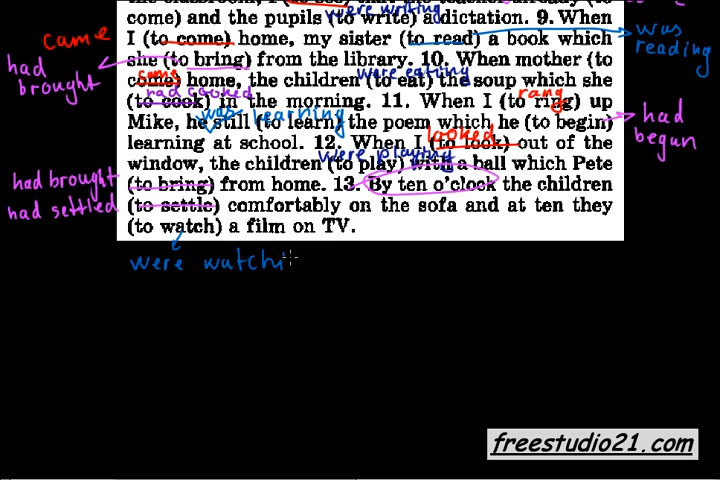 were writing
come) and the pupils (to write) a dictation. 9. When
came I (to come) home, my sister (to read) a book which was reading
had brought she (to bring) from the library. 10. When mother (to
came were eating
come) home, the children (to eat) the soup which she
had cooked rang
(to cook) in the morning. 11. When I (to ring) up
was learning
Mike, he still (to learn) the poem which he (to begin) had begun
looked
learning at school. 12. When I (to look) out of the
were playing
window, the children (to play) with a ball which Pete
had brought (to bring) from home. 13. By ten o'clock the children
had settled (to settle) comfortably on the sofa and at ten they
(to watch) a film on TV.
were watchi
freestudio21.com